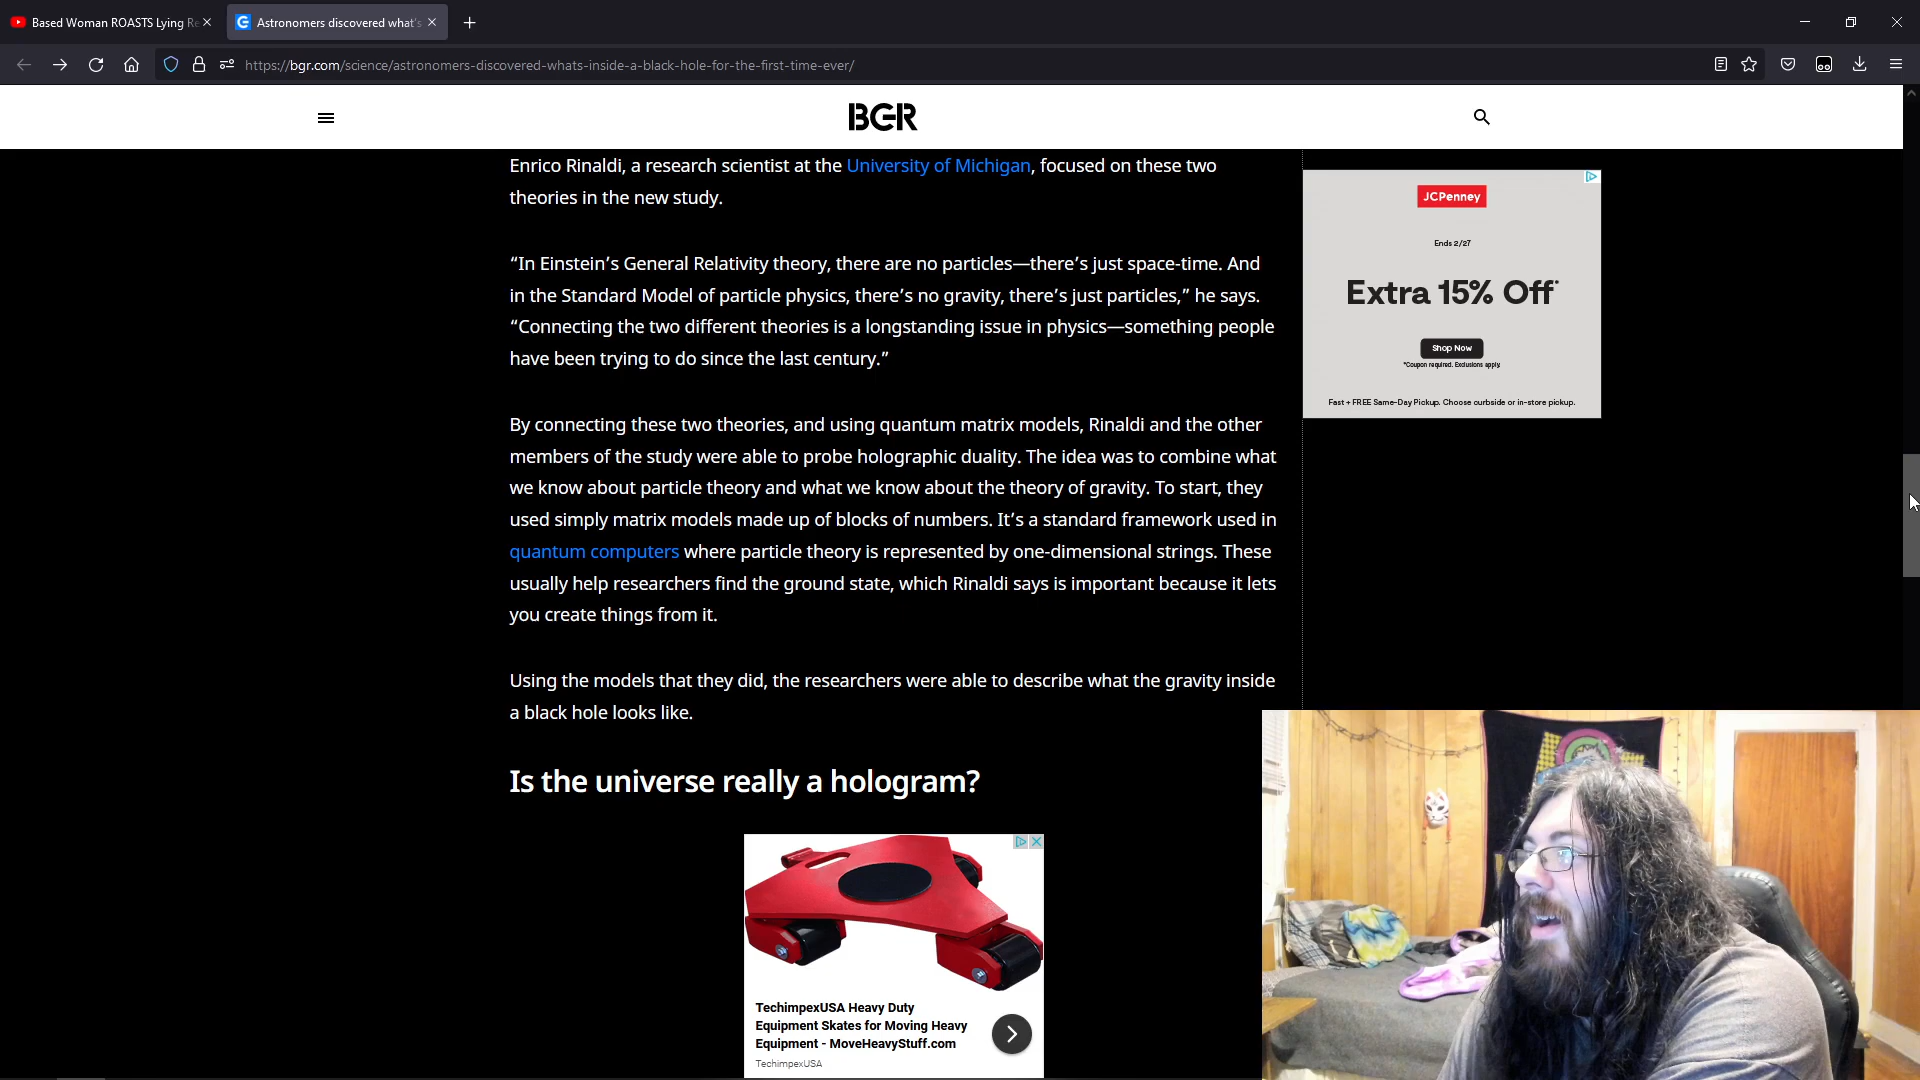 Based Woman ROASTS Lying Re
Astronomers discovered what's
https://bgr.com/science/astronomers-discovered-whats-inside-a-black-hole-for-the-first-time-ever/
BGR
Enrico Rinaldi, a research scientist at the University of Michigan, focused on these two
theories in the new study.
“In Einstein’s General Relativity theory, there are no particles—there’s just space-time. And
in the Standard Model of particle physics, there’s no gravity, there’s just particles,” he says.
“Connecting the two different theories is a longstanding issue in physics—something people
have been trying to do since the last century.”
By connecting these two theories, and using quantum matrix models, Rinaldi and the other
members of the study were able to probe holographic duality. The idea was to combine what
we know about particle theory and what we know about the theory of gravity. To start, they
used simply matrix models made up of blocks of numbers. It’s a standard framework used in
quantum computers where particle theory is represented by one-dimensional strings. These
usually help researchers find the ground state, which Rinaldi says is important because it lets
you create things from it.
Using the models that they did, the researchers were able to describe what the gravity inside
a black hole looks like.
Is the universe really a hologram?
TechimpexUSA Heavy Duty
Equipment Skates for Moving Heavy
Equipment - MoveHeavyStuff.com
TechimpexUSA
JCPenney
Ends 2/27
Extra 15% Off*
Shop Now
*Coupon required. Exclusions apply.
Fast + FREE Same-Day Pickup. Choose curbside or in-store pickup.